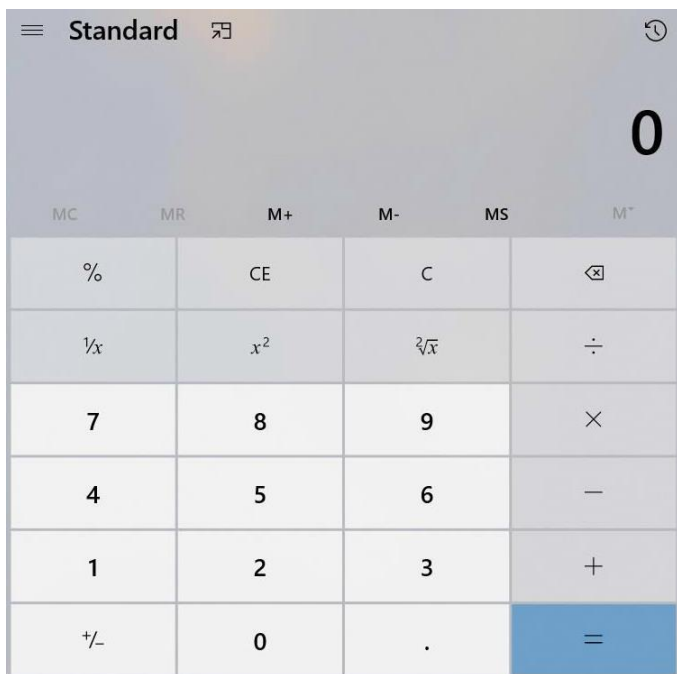 Standard
0
MC MR M+ M- MS M˅
% CE C
¹/x x² ²√x ÷
7 8 9 ×
4 5 6 −
1 2 3 +
+/− 0 . =